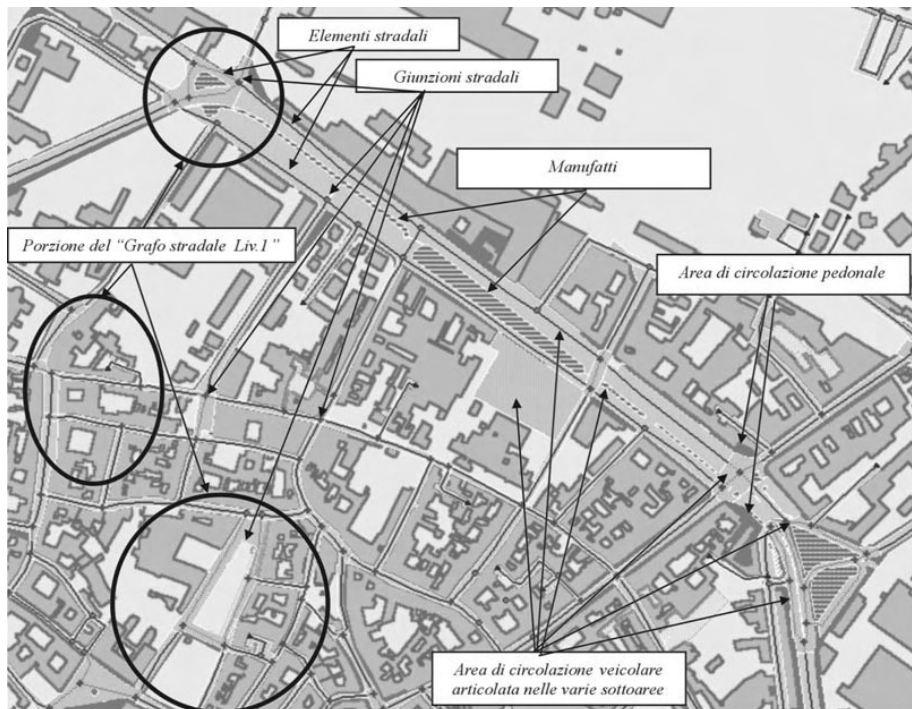 Elementi stradali
Giunzioni stradali
Manufatti
Porzione del “Grafo stradale Liv.1 ”
Area di circolazione pedonale
Area di circolazione veicolare
articolata nelle varie sottoaree